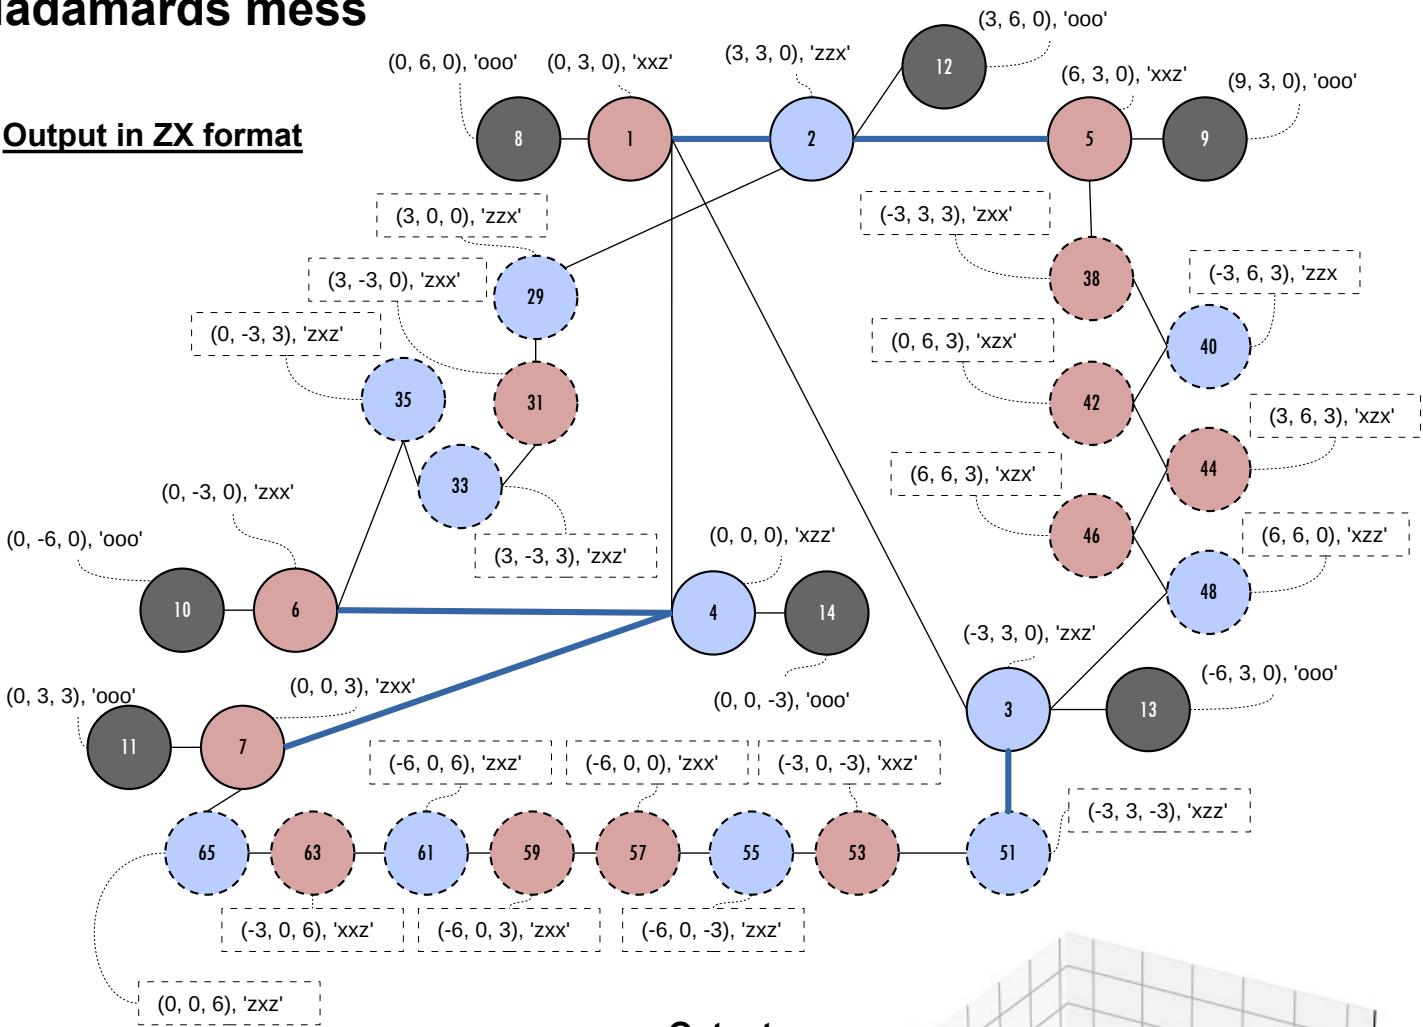 adamards mess
(3, 6, 0), 'ooo'
(0, 6, 0), 'ooo'
(0, 3, 0), 'xxz'
(3, 3, 0), 'zzx'
12
(6, 3, 0), 'xxz'
(9, 3, 0), 'ooo'
Output in ZX format
8
1
2
5
9
(3, 0, 0), 'zzx'
(-3, 3, 3), 'zxx'
(3, -3, 0), 'zxx'
29
38
(-3, 6, 3), 'zzx
(0, -3, 3), 'zxz'
(0, 6, 3), 'xzx'
40
35
31
42
(3, 6, 3), 'xzx'
33
44
(6, 6, 3), 'xzx'
(0, -3, 0), 'zxx'
46
(6, 6, 0), 'xzz'
(0, -6, 0), 'ooo'
(3, -3, 3), 'zxz'
(0, 0, 0), 'xzz'
48
10
6
4
14
(-3, 3, 0), 'zxz'
(0, 3, 3), 'ooo'
(0, 0, 3), 'zxx'
(0, 0, -3), 'ooo'
(-6, 3, 0), 'ooo'
3
13
11
7
(-6, 0, 6), 'zxz'
(-6, 0, 0), 'zxx'
(-3, 0, -3), 'xxz'
(-3, 3, -3), 'xzz'
65
63
61
59
57
55
53
51
(-3, 0, 6), 'xxz'
(-6, 0, 3), 'zxx'
(-6, 0, -3), 'zxz'
(0, 0, 6), 'zxz'